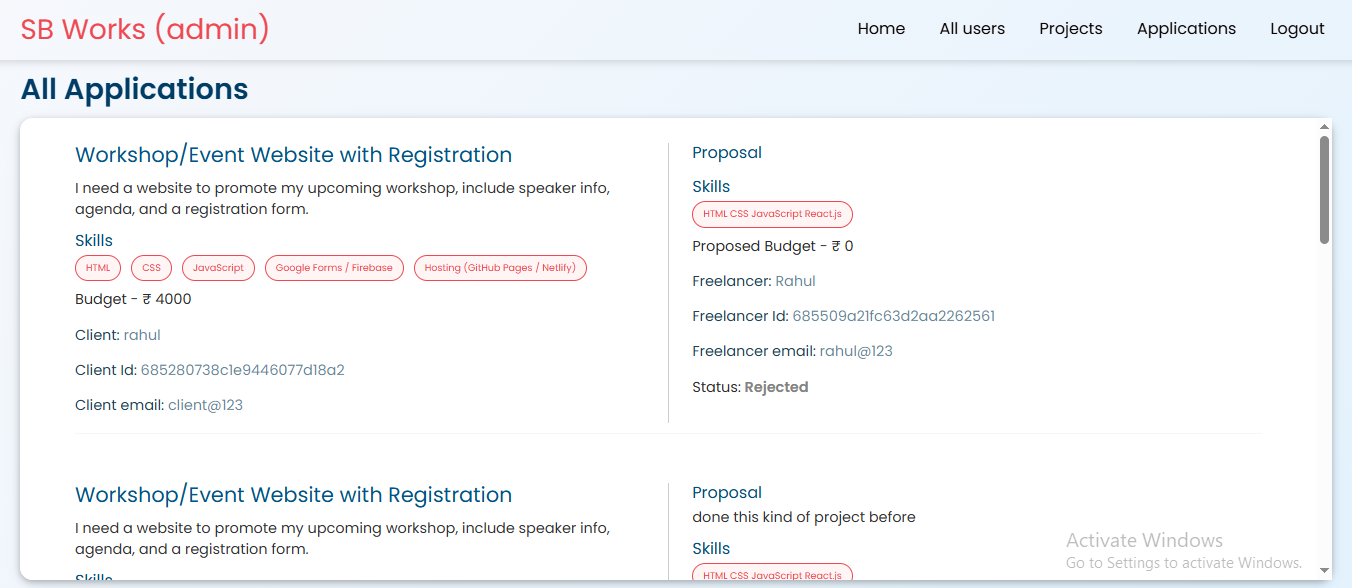 SB Works (admin)
Home All users Projects Applications Logout
All Applications
Workshop/Event Website with Registration
I need a website to promote my upcoming workshop, include speaker info,
agenda, and a registration form.
Skills
HTML CSS JavaScript Google Forms / Firebase Hosting (GitHub Pages / Netlify)
Budget - ₹ 4000
Client: rahul
Client Id: 685280738c1e9446077d18a2
Client email: client@123
Proposal
Skills
HTML CSS JavaScript React.js
Proposed Budget - ₹ 0
Freelancer: Rahul
Freelancer Id: 685509a21fc63d2aa2262561
Freelancer email: rahul@123
Status: Rejected
Workshop/Event Website with Registration
I need a website to promote my upcoming workshop, include speaker info,
agenda, and a registration form.
Skills
Proposal
done this kind of project before
Skills
HTML CSS JavaScript React.js
Activate Windows
Go to Settings to activate Windows.